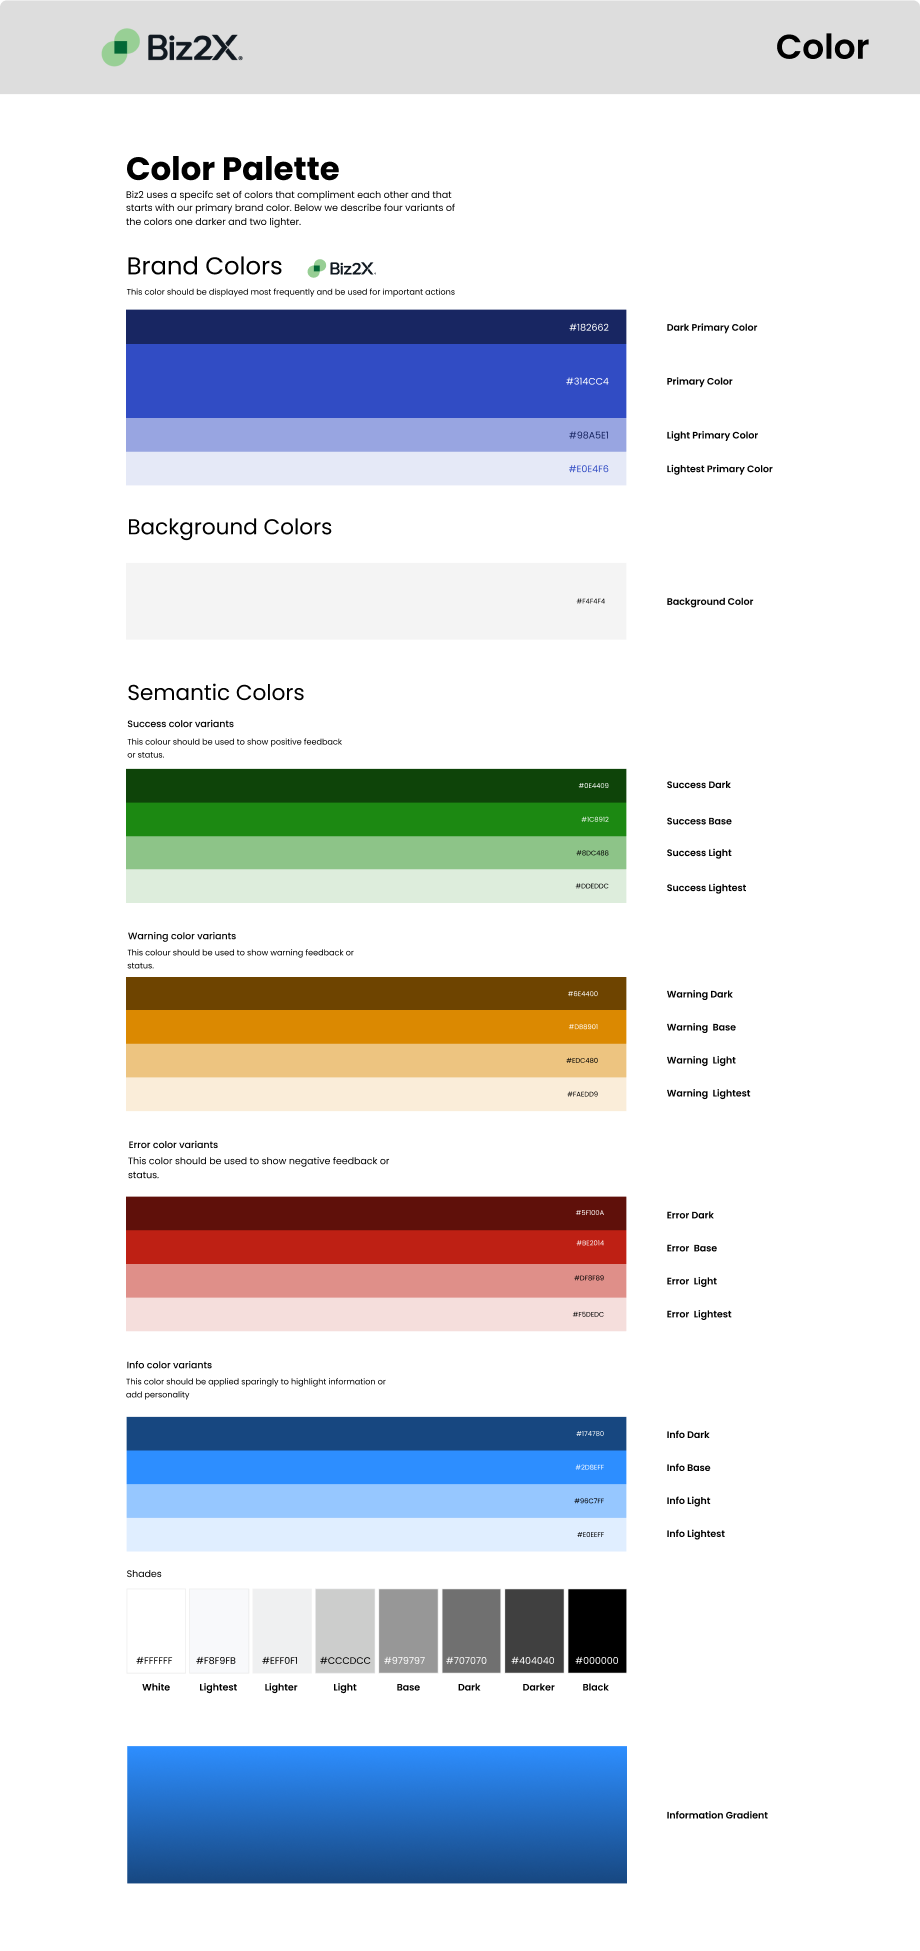 Biz2X.
Color
Color Palette
Biz2 uses a specifc set of colors that compliment each other and that
starts with our primary brand color. Below we describe four variants of
the colors one darker and two lighter.
Brand Colors Biz2X.
This color should be displayed most frequently and be used for important actions
#182662 Dark Primary Color
#314CC4 Primary Color
#98A5E1 Light Primary Color
#E0E4F6 Lightest Primary Color
Background Colors
#F4F4F4 Background Color
Semantic Colors
Success color variants
This colour should be used to show positive feedback
or status.
#0E4409 Success Dark
#1C8912 Success Base
#8DC488 Success Light
#DDEDDC Success Lightest
Warning color variants
This colour should be used to show warning feedback or
status.
#6E4400 Warning Dark
#DB8901 Warning Base
#EDC480 Warning Light
#FAEDD9 Warning Lightest
Error color variants
This color should be used to show negative feedback or
status.
#5F100A Error Dark
#BE2014 Error Base
#DF8F89 Error Light
#F5DEDC Error Lightest
Info color variants
This color should be applied sparingly to highlight information or
add personality
#174780 Info Dark
#2D8EFF Info Base
#96C7FF Info Light
#E0EEFF Info Lightest
Shades
#FFFFFF #F8F9FB #EFF0F1 #CCCDCC #979797 #707070 #404040 #000000
White Lightest Lighter Light Base Dark Darker Black
Information Gradient